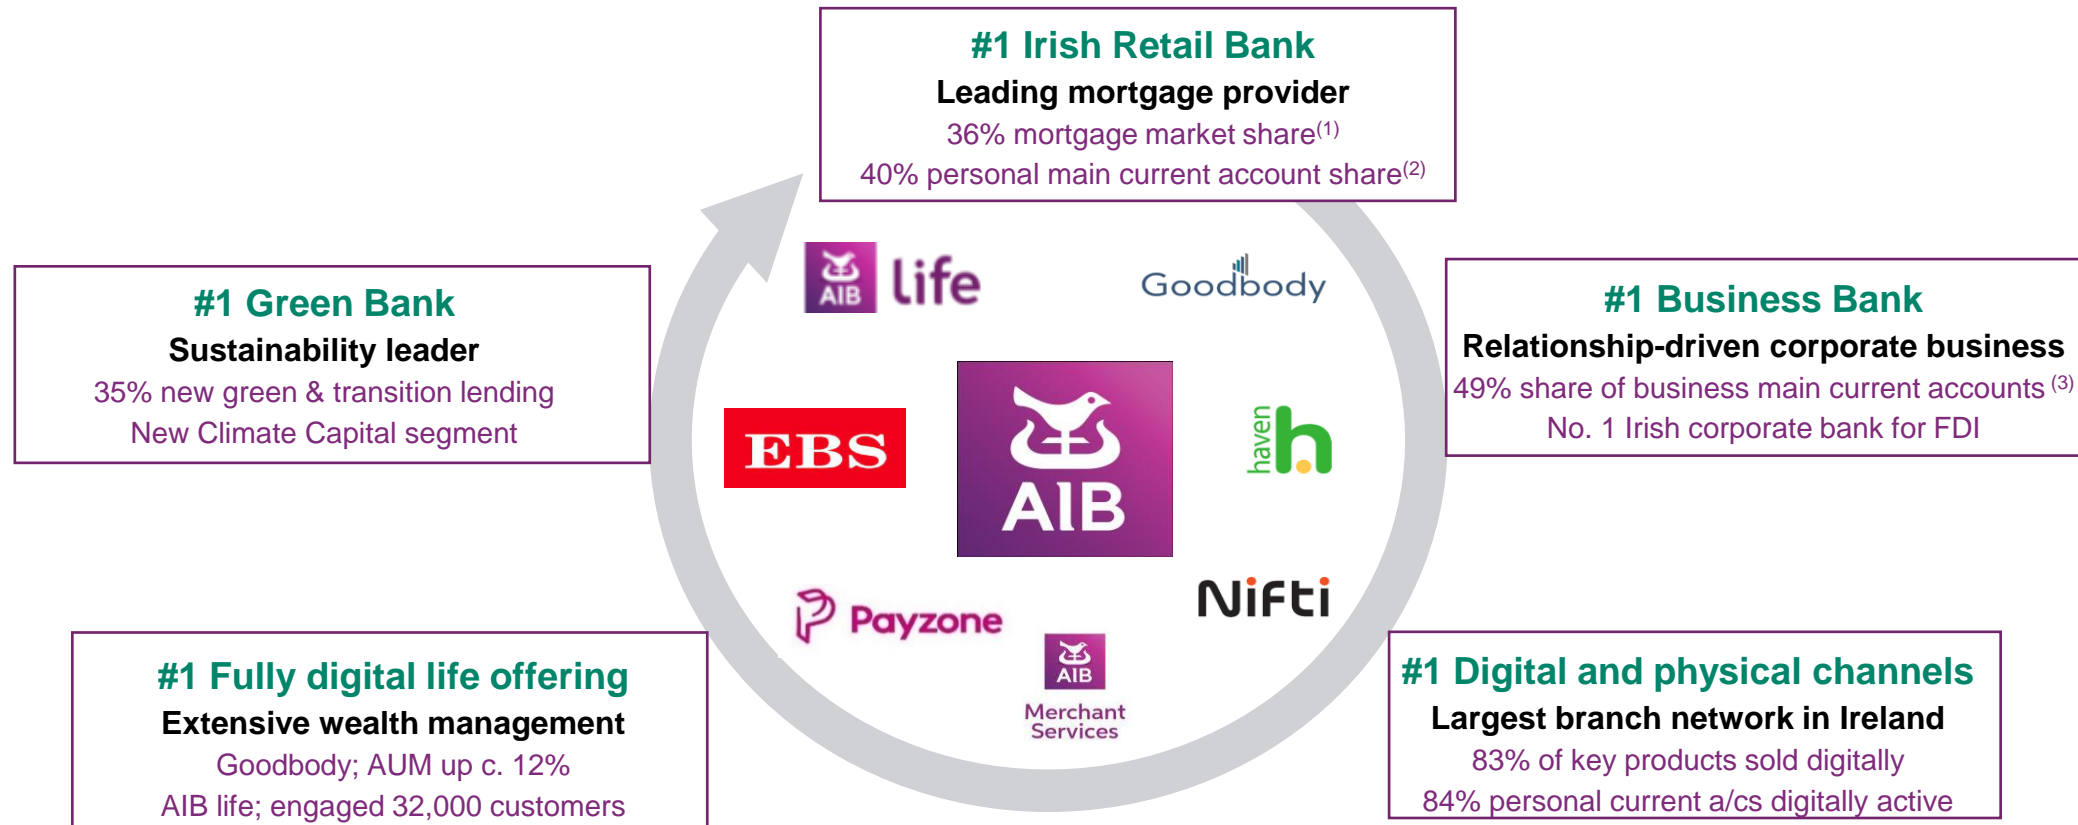 #1 Irish Retail Bank
Leading mortgage provider
36% mortgage market share(1)
40% personal main current account share(2)
AIB life
Goodbody
#1 Green Bank
Sustainability leader
35% new green & transition lending
New Climate Capital segment
#1 Business Bank
Relationship-driven corporate business
49% share of business main current accounts (3)
No. 1 Irish corporate bank for FDI
EBS
AIB
haven h
Payzone
Nifti
AIB
Merchant
Services
#1 Fully digital life offering
Extensive wealth management
Goodbody; AUM up c. 12%
AIB life; engaged 32,000 customers
#1 Digital and physical channels
Largest branch network in Ireland
83% of key products sold digitally
84% personal current a/cs digitally active